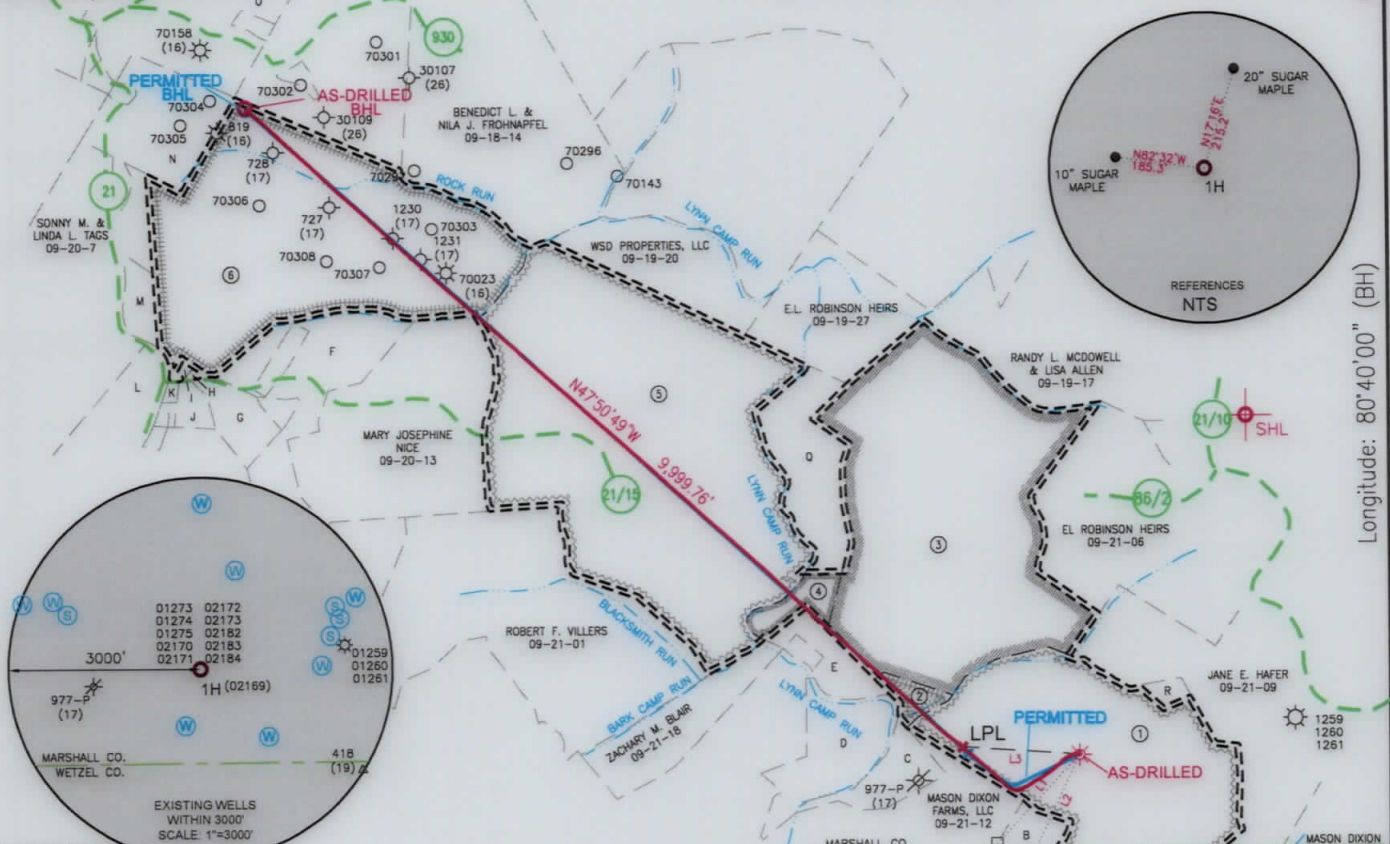 70158
(16)
PERMITTED
BHL
70304
70305
819
(16)
728
(17)
N
70302
AS-DRILLED
BHL
30109
(26)
70301
30107
(26)
930
BENEDICT L. &
NILA J. FROHNAPFEL
09-18-14
70296
70143
21
SONNY M. &
LINDA L. TAGS
09-20-7
70306
727
(17)
1230
(17)
70303
1231
(17)
70023
(16)
70308
70307
6
M
L
K
J
I
H
G
F
ROCK RUN
LYNN CAMP RUN
WSD PROPERTIES, LLC
09-19-20
E.L. ROBINSON HEIRS
09-19-27
RANDY L. MCDOWELL
& LISA ALLEN
09-19-17
MARY JOSEPHINE
NICE
09-20-13
N47°50'49"W
9,999.76'
5
21/15
LYNN CAMP RUN
Q
3
4
EL ROBINSON HEIRS
09-21-06
21/10
SHL
86/2
ROBERT F. VILLERS
09-21-01
BLACKSMITH RUN
BARK CAMP RUN
ZACHARY M. BLAIR
09-21-18
LYNN CAMP RUN
E
D
C
2
LPL
PERMITTED
L3
L1
L2
AS-DRILLED
1
R
JANE E. HAFER
09-21-09
1259
1260
1261
977-P
(17)
MASON DIXON
FARMS, LLC
09-21-12
B
MARSHALL CO.
MASON DIXION
20" SUGAR
MAPLE
N17°16'E
215.2'
N82°32'W
185.3'
10" SUGAR
MAPLE
1H
REFERENCES
NTS
Longitude: 80°40'00" (BH)
W
W
W
W
S
S
W
S
S
W
W
W
01273 02172
01274 02173
01275 02182
02170 02183
02171 02184
01259
01260
01261
3000'
1H (02169)
977-P
(17)
MARSHALL CO.
WETZEL CO.
418
(19)
EXISTING WELLS
WITHIN 3000'
SCALE: 1"=3000'